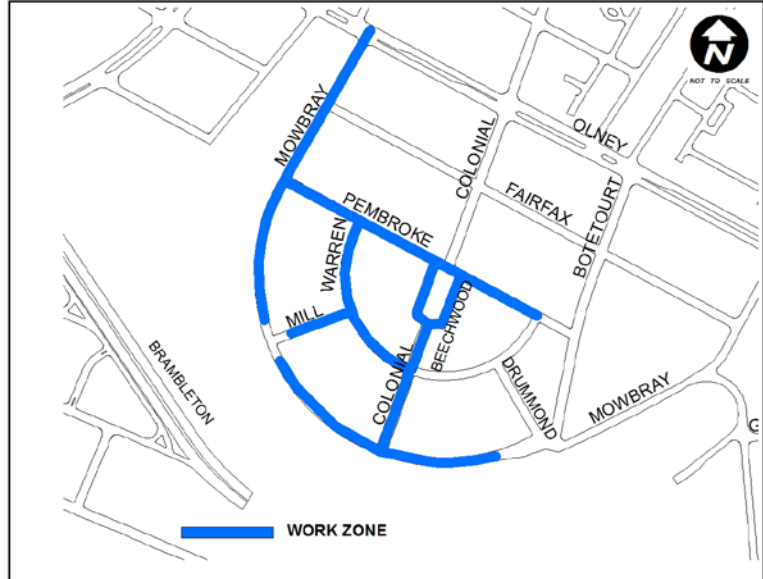 N
NOT TO SCALE
MOWBRAY
COLONIAL
OLNEY
FAIRFAX
BOTETOURT
PEMBROKE
WARREN
MILL
BEECHWOOD
COLONIAL
BRAMBLETON
DRUMMOND
MOWBRAY
G
WORK ZONE